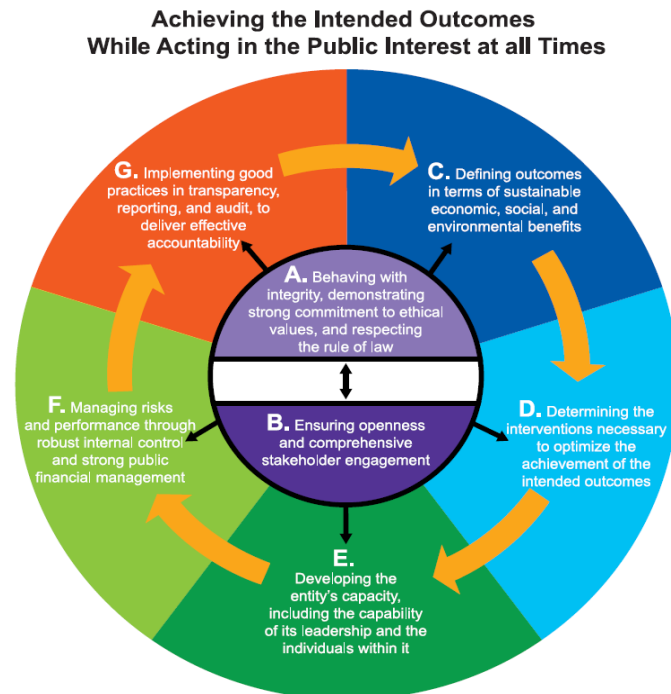 Achieving the Intended Outcomes
While Acting in the Public Interest at all Times
G. Implementing good
practices in transparency,
reporting, and audit, to
deliver effective
accountability
C. Defining outcomes
in terms of sustainable
economic, social, and
environmental benefits
A. Behaving with
integrity, demonstrating
strong commitment to ethical
values, and respecting
the rule of law
B. Ensuring openness
and comprehensive
stakeholder engagement
F. Managing risks
and performance through
robust internal control
and strong public
financial management
D. Determining the
interventions necessary
to optimize the
achievement of the
intended outcomes
E.
Developing the
entity's capacity,
including the capability
of its leadership and the
individuals within it